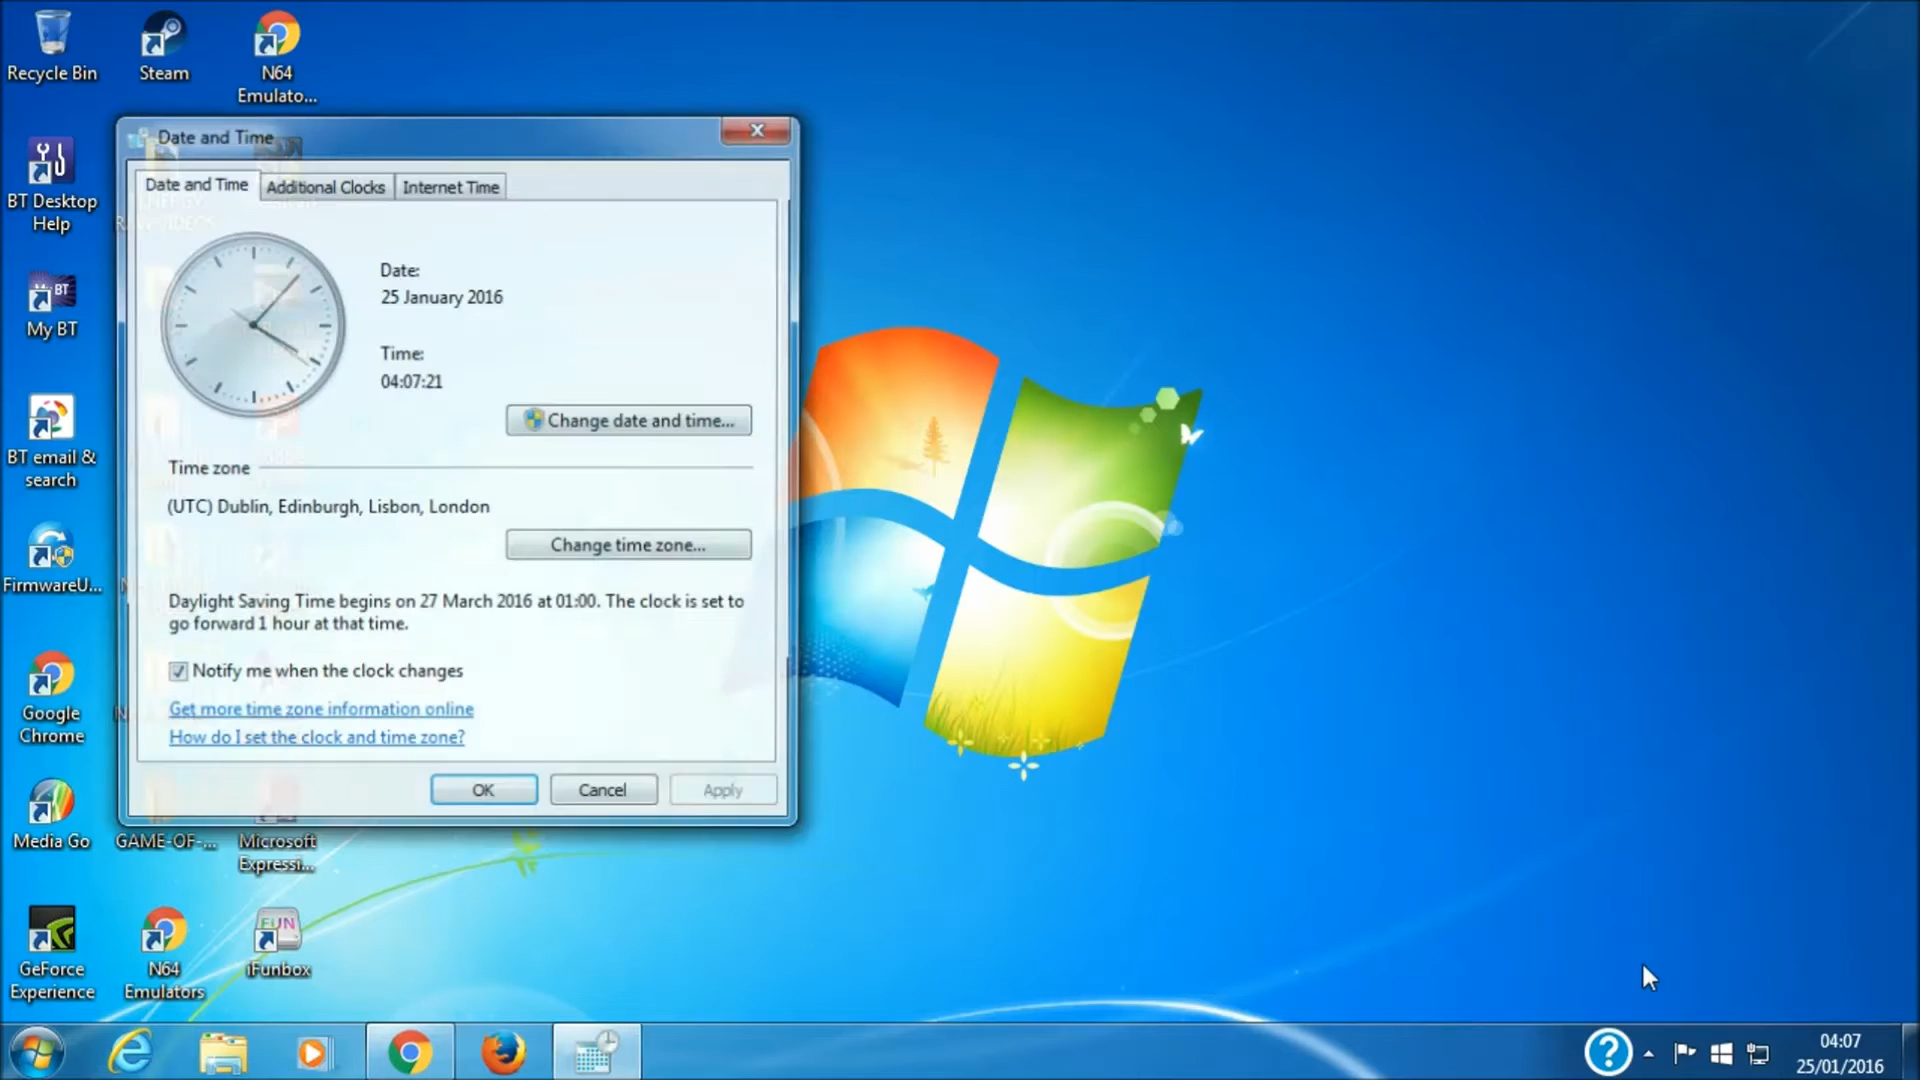 Recycle Bin
Steam
N64
Emulato...
BT Desktop
Help
My BT
BT
BT email &
search
FirmwareU...
Google
Chrome
Media Go
GAME-OF-...
Microsoft
Expressi...
GeForce
Experience
N64
Emulators
FUN
iFunbox
Date and Time
Date and Time
Additional Clocks
Internet Time
Date:
25 January 2016
Time:
04:07:21
Change date and time...
Time zone
(UTC) Dublin, Edinburgh, Lisbon, London
Change time zone...
Daylight Saving Time begins on 27 March 2016 at 01:00. The clock is set to
go forward 1 hour at that time.
Notify me when the clock changes
Get more time zone information online
How do I set the clock and time zone?
OK
Cancel
Apply
04:07
25/01/2016